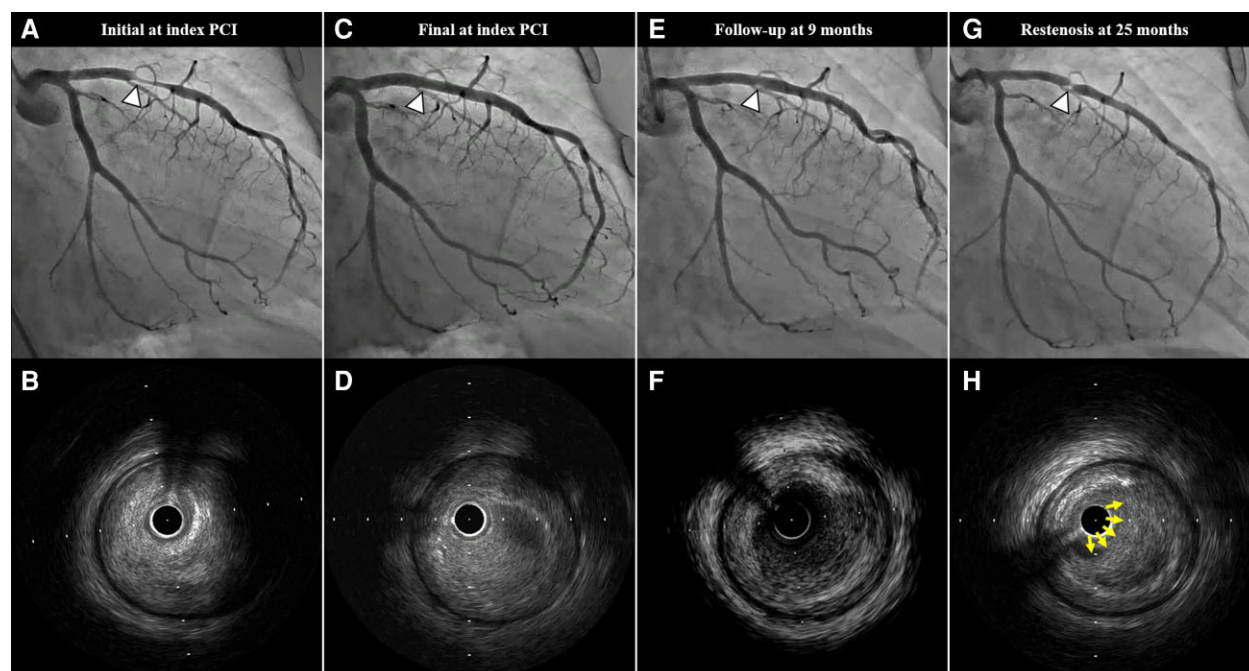 A Initial at index PCI
C Final at index PCI
E Follow-up at 9 months
G Restenosis at 25 months
B
D
F
H